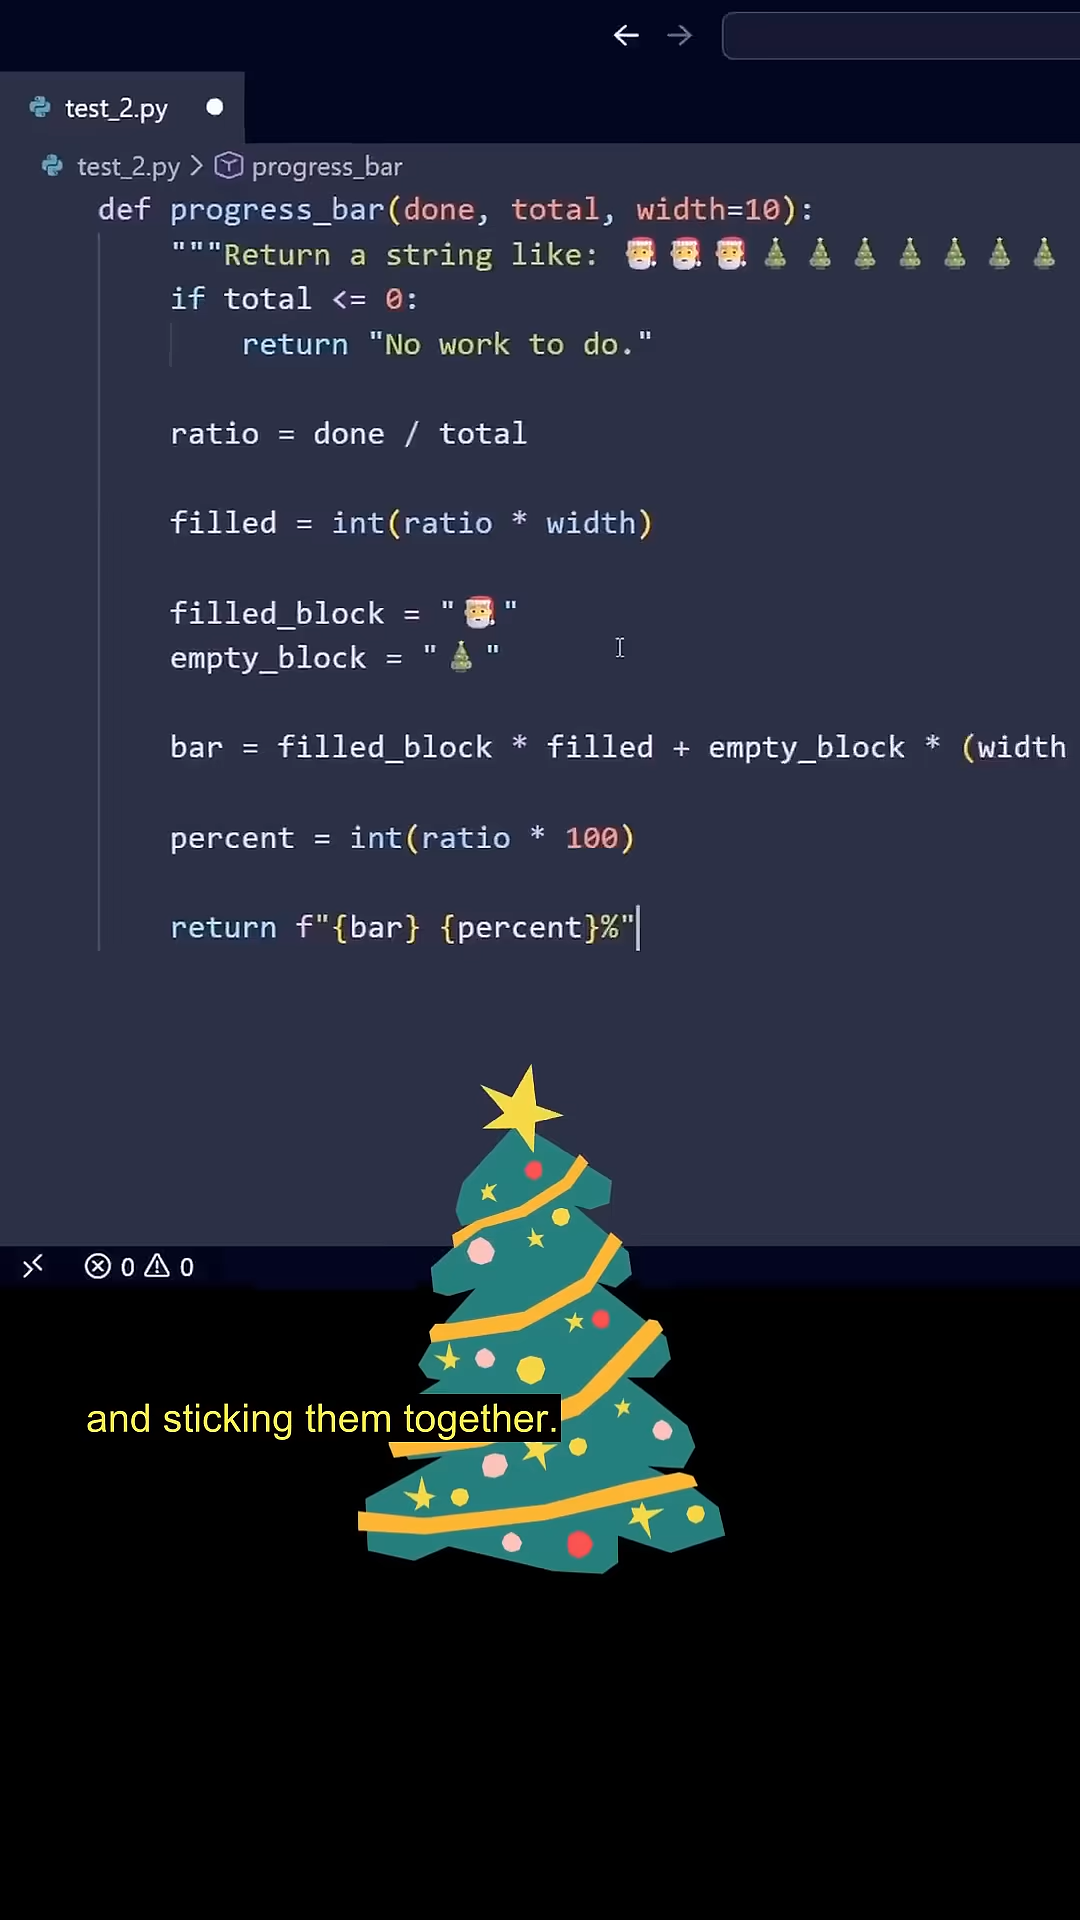 test_2.py
test_2.py > progress_bar
def progress_bar(done, total, width=10):
"""Return a string like: 🎅🎅🎅🎄🎄🎄🎄🎄🎄🎄
if total <= 0:
return "No work to do."
ratio = done / total
filled = int(ratio * width)
filled_block = "🎅"
empty_block = "🎄"
bar = filled_block * filled + empty_block * (width
percent = int(ratio * 100)
return f"{bar} {percent}%"
0 0
and sticking them together.